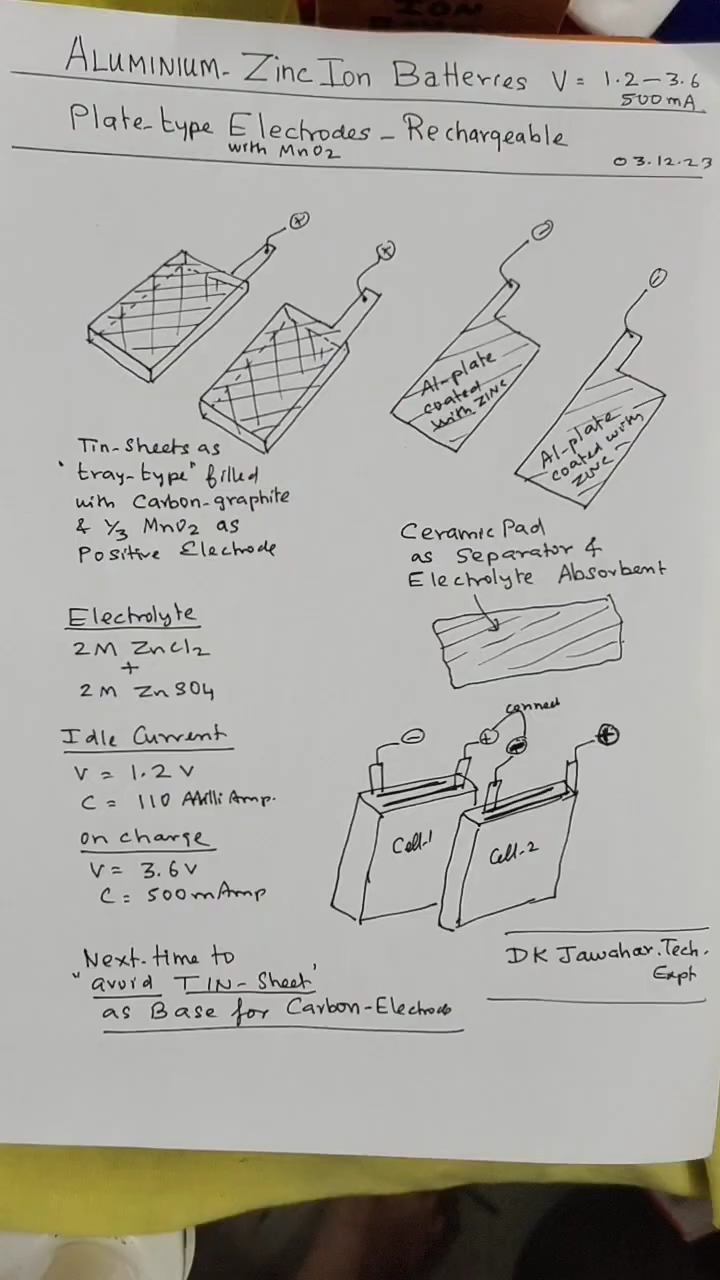 ION
ALUMINIUM-Zinc Ion Batteries V = 1.2-3.6
500mA
Plate-type Electrodes - Rechargeable
with MnO2
03.12.23
+
+
-
-
Al-plate
coated
with ZINC
Al-plate
coated with
ZINC
Tin-Sheets as
"tray-type" filled
with Carbon-graphite
& 1/3 MnO2 as
Positive Electrode
Ceramic Pad
as Separator &
Electrolyte Absorbent
Electrolyte
2M ZnCl2
+
2M ZnSO4
Idle Current
V = 1.2 V
C = 110 Milli Amp.
on charge
V = 3.6 V
C = 500mAmp
connect
-
+
-
+
Cell-1
Cell-2
Next-time to
"avoid TIN-Sheet"
as Base for Carbon-Electrode
DK Jawahar.Tech.
Expt